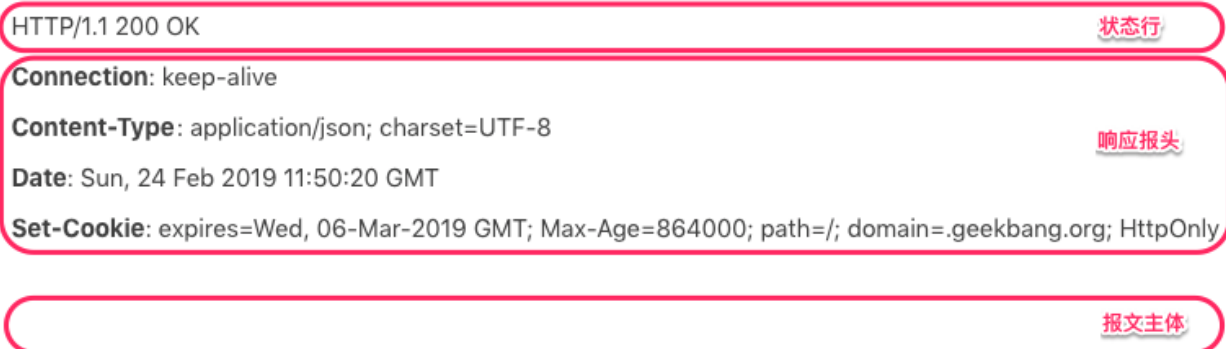 HTTP/1.1 200 OK 状态行
Connection: keep-alive
Content-Type: application/json; charset=UTF-8
响应报头
Date: Sun, 24 Feb 2019 11:50:20 GMT
Set-Cookie: expires=Wed, 06-Mar-2019 GMT; Max-Age=864000; path=/; domain=.geekbang.org; HttpOnly
报文主体